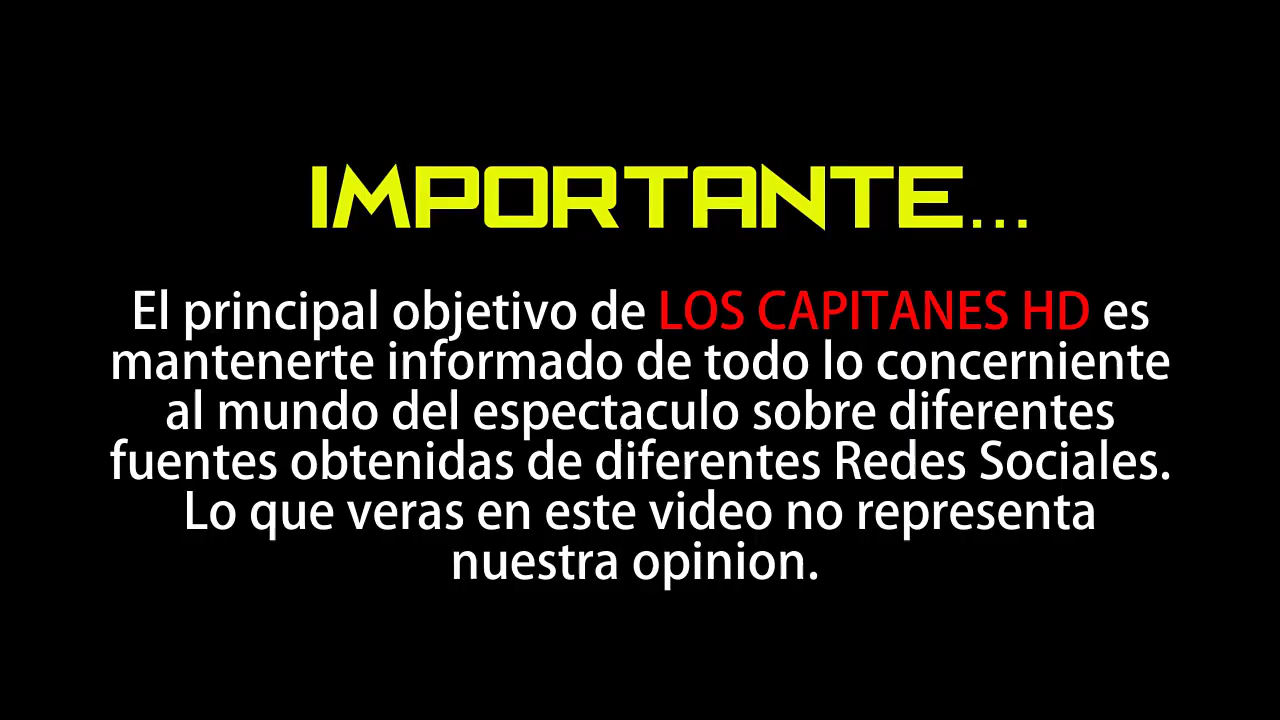 IMPORTANTE...
El principal objetivo de LOS CAPITANES HD es
mantenerte informado de todo lo concerniente
al mundo del espectaculo sobre diferentes
fuentes obtenidas de diferentes Redes Sociales.
Lo que veras en este video no representa
nuestra opinion.